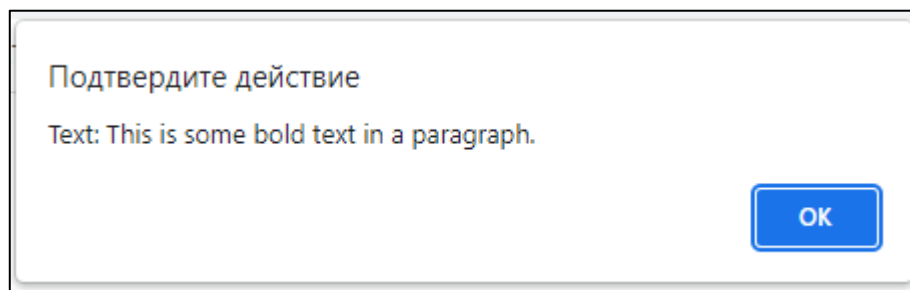 Подтвердите действие
Text: This is some bold text in a paragraph.
OK